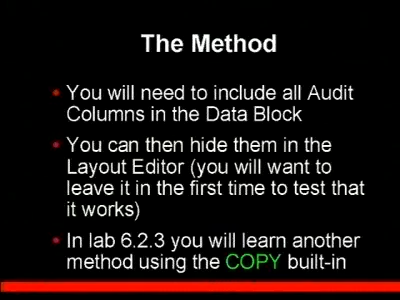 The Method
• You will need to include all Audit
Columns in the Data Block
• You can then hide them in the
Layout Editor (you will want to
leave it in the first time to test that
it works)
• In lab 6.2.3 you will learn another
method using the COPY built-in